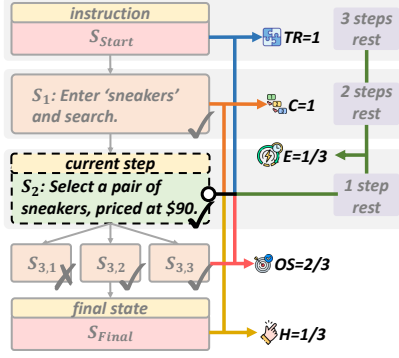 instruction
S_Start
TR=1
3 steps
rest
S_1: Enter ‘sneakers’
and search.
C=1
2 steps
rest
current step
E=1/3
S_2: Select a pair of
sneakers, priced at $90.
1 step
rest
S_3,1
S_3,2
S_3,3
OS=2/3
final state
S_Final
H=1/3